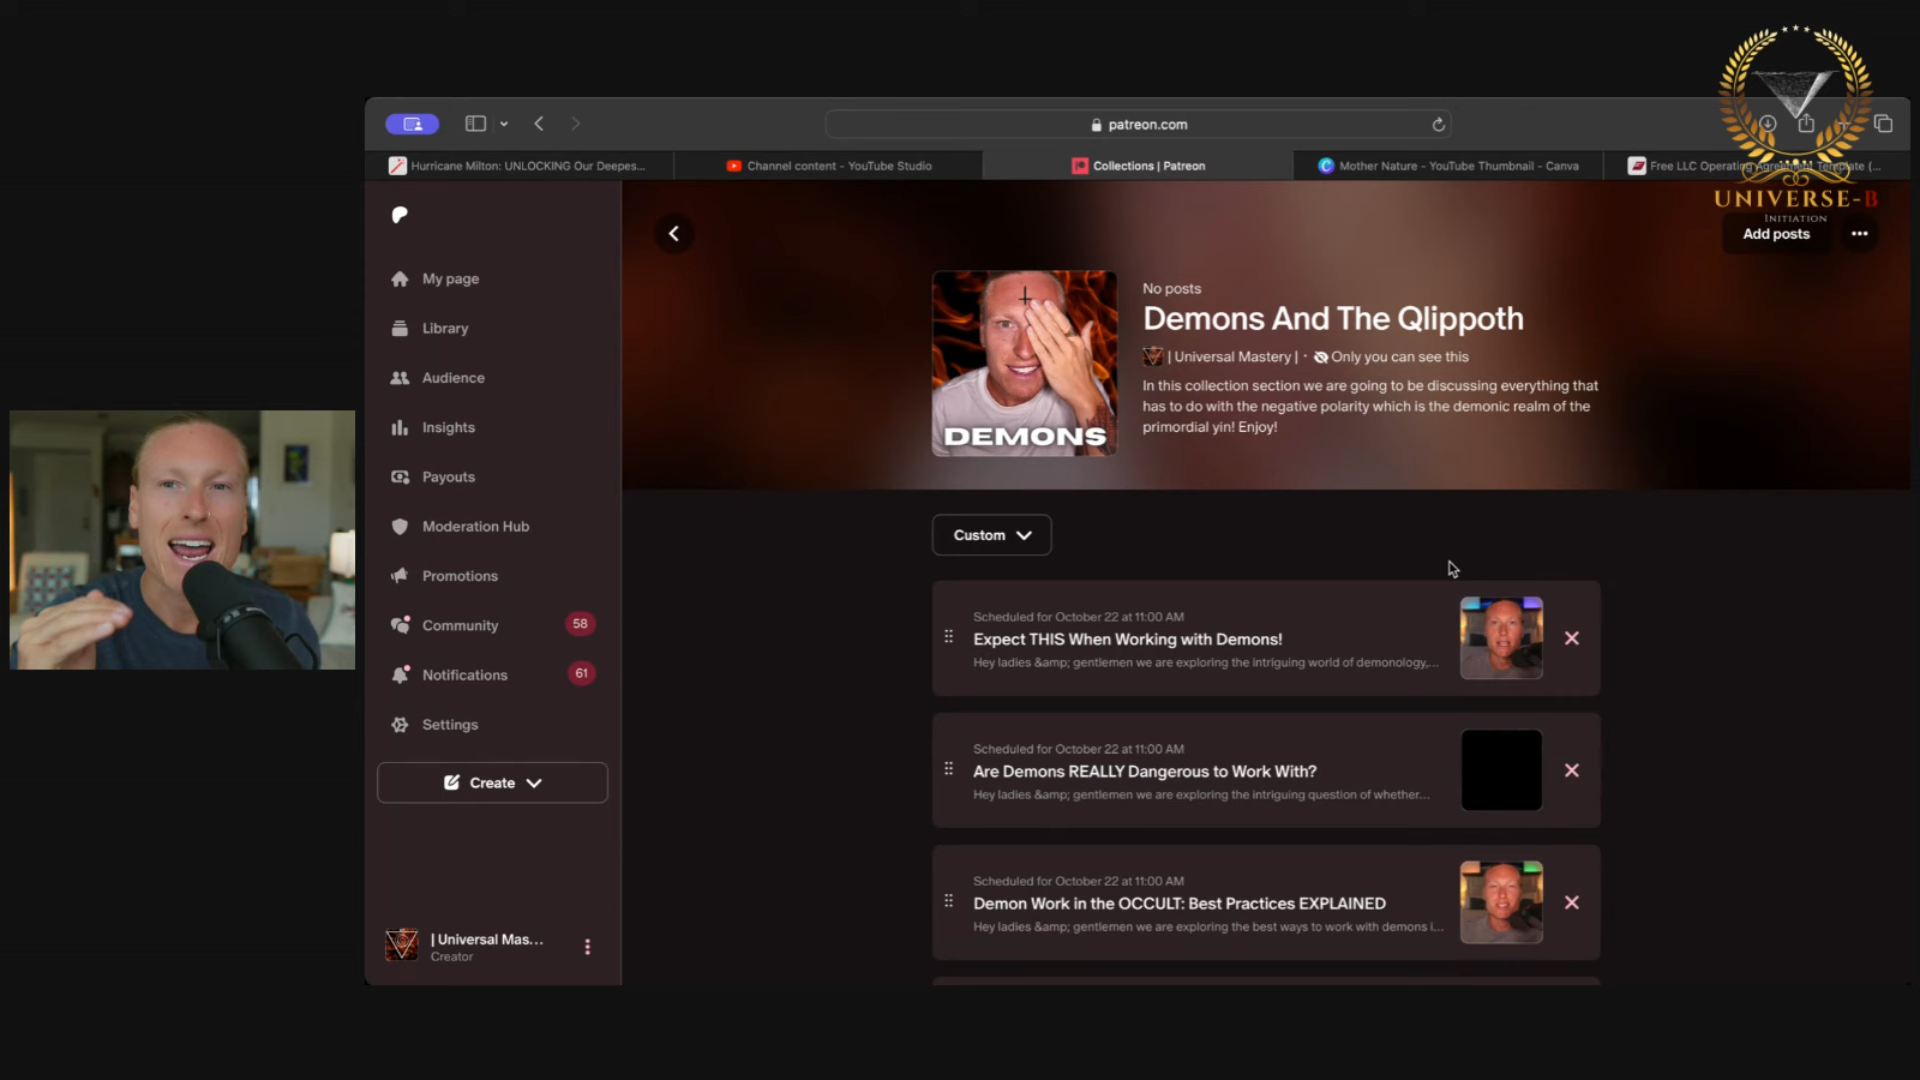 patreon.com
Hurricane Milton: UNLOCKING Our Deepes...
Channel content - YouTube Studio
Collections | Patreon
Mother Nature - YouTube Thumbnail - Canva
Free LLC Operating Agreement Template (...
UNIVERSE-B
INITIATION
Add posts
My page
Library
Audience
Insights
Payouts
Moderation Hub
Promotions
Community 58
Notifications 61
Settings
Create
| Universal Mas...
Creator
DEMONS
No posts
Demons And The Qlippoth
| Universal Mastery | · Only you can see this
In this collection section we are going to be discussing everything that
has to do with the negative polarity which is the demonic realm of the
primordial yin! Enjoy!
Custom
Scheduled for October 22 at 11:00 AM
Expect THIS When Working with Demons!
Hey ladies &amp; gentlemen we are exploring the intriguing world of demonology,...
Scheduled for October 22 at 11:00 AM
Are Demons REALLY Dangerous to Work With?
Hey ladies &amp; gentlemen we are exploring the intriguing question of whether...
Scheduled for October 22 at 11:00 AM
Demon Work in the OCCULT: Best Practices EXPLAINED
Hey ladies &amp; gentlemen we are exploring the best ways to work with demons i...